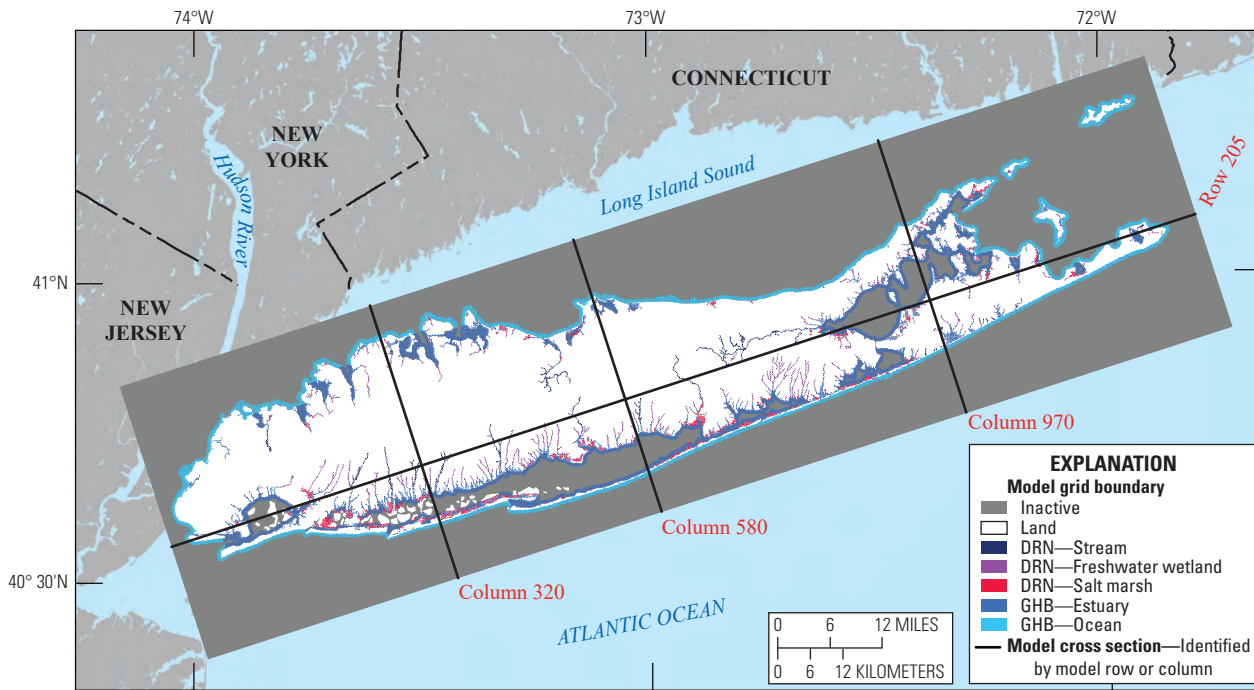 74°W
73°W
72°W
CONNECTICUT
NEW
YORK
Hudson River
Long Island Sound
Row 205
41°N
NEW
JERSEY
Column 970
Column 580
Column 320
40° 30'N
ATLANTIC OCEAN
0 6 12 MILES
0 6 12 KILOMETERS
EXPLANATION
Model grid boundary
Inactive
Land
DRN—Stream
DRN—Freshwater wetland
DRN—Salt marsh
GHB—Estuary
GHB—Ocean
Model cross section—Identified
by model row or column